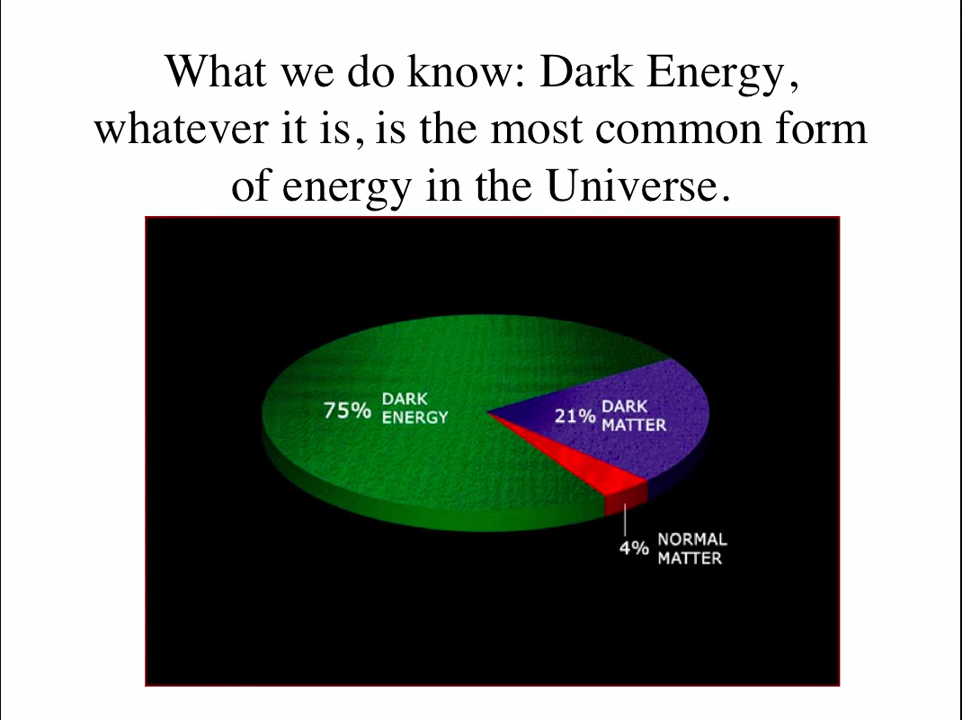 What we do know: Dark Energy,
whatever it is, is the most common form
of energy in the Universe.
75% DARK
ENERGY
21% DARK
MATTER
4% NORMAL
MATTER